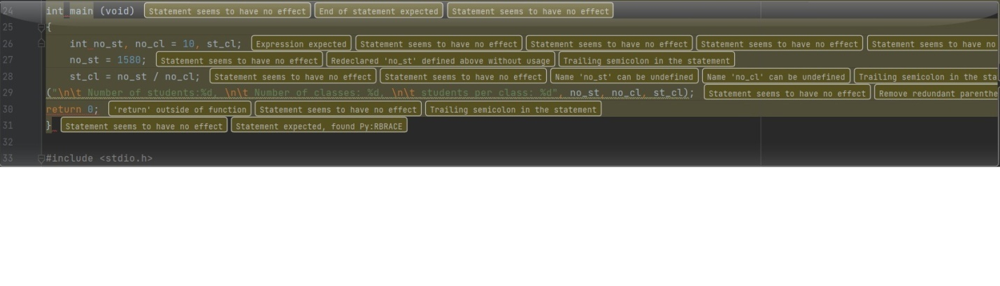 24 int main (void) Statement seems to have no effect End of statement expected Statement seems to have no effect
25 {
26 int no_st, no_cl = 10, st_cl; Expression expected Statement seems to have no effect Statement seems to have no effect Statement seems to have no effect Statement seems to have no
27 no_st = 1580; Statement seems to have no effect Redeclared 'no_st' defined above without usage Trailing semicolon in the statement
28 st_cl = no_st / no_cl; Statement seems to have no effect Statement seems to have no effect Name 'no_st' can be undefined Name 'no_cl' can be undefined Trailing semicolon in the sta
29 ("\n\t Number of students:%d, \n\t Number of classes: %d, \n\t students per class: %d", no_st, no_cl, st_cl); Statement seems to have no effect Remove redundant parenthe
30 return 0; 'return' outside of function Statement seems to have no effect Trailing semicolon in the statement
31 } Statement seems to have no effect Statement expected, found Py:RBRACE
32
33 #include <stdio.h>